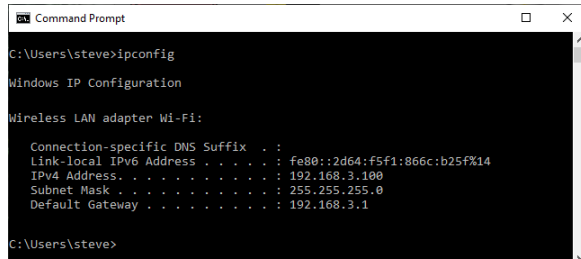 Command Prompt
C:\Users\steve>ipconfig
Windows IP Configuration
Wireless LAN adapter Wi-Fi:
Connection-specific DNS Suffix  . :
Link-local IPv6 Address . . . . . : fe80::2d64:f5f1:866c:b25f%14
IPv4 Address. . . . . . . . . . . : 192.168.3.100
Subnet Mask . . . . . . . . . . . : 255.255.255.0
Default Gateway . . . . . . . . . : 192.168.3.1
C:\Users\steve>